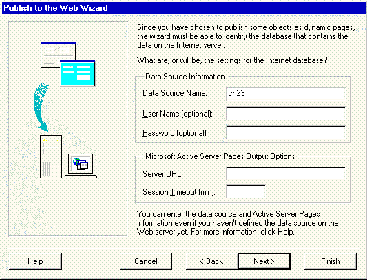 Publish to the Web Wizard
Since you have chosen to publish some objects as dynamic pages,
the wizard must be able to identify the database that contains the
data on the Internet server.
What are, or will be, the settings for the Internet database?
Data Source Information
Data Source Name:
User Name (optional):
Password (optional):
Microsoft Active Server Pages Output Options
Server URL:
Session Timeout (min):
You can enter the data source and Active Server Pages
information even if you haven't defined the data source on the
Web server yet. For more information, click Help.
Help
Cancel
< Back
Next >
Finish